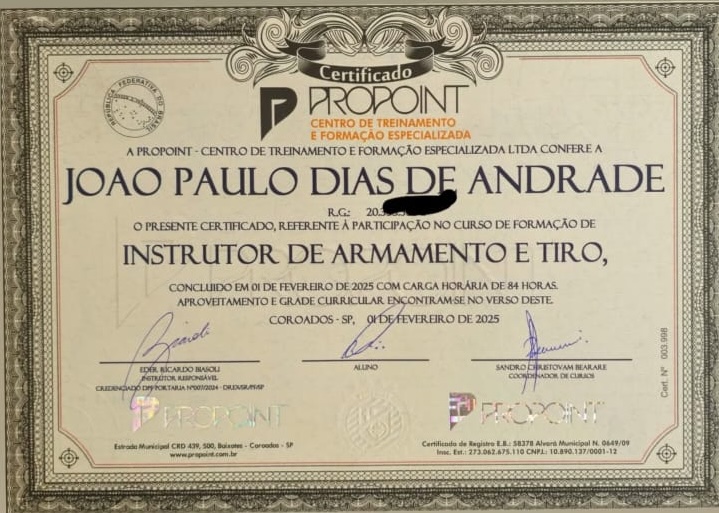 Certificado
REPÚBLICA FEDERATIVA DO BRASIL
PROPOINT
CENTRO DE TREINAMENTO
E FORMAÇÃO ESPECIALIZADA
A PROPOINT - CENTRO DE TREINAMENTO E FORMAÇÃO ESPECIALIZADA LTDA CONFERE A
JOAO PAULO DIAS DE ANDRADE
R.G.: 20.
O PRESENTE CERTIFICADO, REFERENTE À PARTICIPAÇÃO NO CURSO DE FORMAÇÃO DE
INSTRUTOR DE ARMAMENTO E TIRO,
CONCLUIDO EM 01 DE FEVEREIRO DE 2025 COM CARGA HORÁRIA DE 84 HORAS.
APROVEITAMENTO E GRADE CURRICULAR ENCONTRAM-SE NO VERSO DESTE.
COROADOS - SP, 01 DE FEVEREIRO DE 2025
EDER RICARDO BIASOLI
INSTRUTOR RESPONSÁVEL
CREDENCIADO DPF PORTARIA Nº007/2024 - DREX/SR/PF/SP
ALUNO
SANDRO CHRISTOVAM BEARARE
COORDENADOR DE CURSOS
Cert. Nº 003.998
PROPOINT
PROPOINT
Estrada Municipal CRD 439, 500, Baixotes - Coroados - SP
www.propoint.com.br
Certificado de Registro E.B.: 58378 Alvará Municipal N. 0649/09
Insc. Est.: 273.062.675.110 CNPJ.: 10.890.137/0001-12